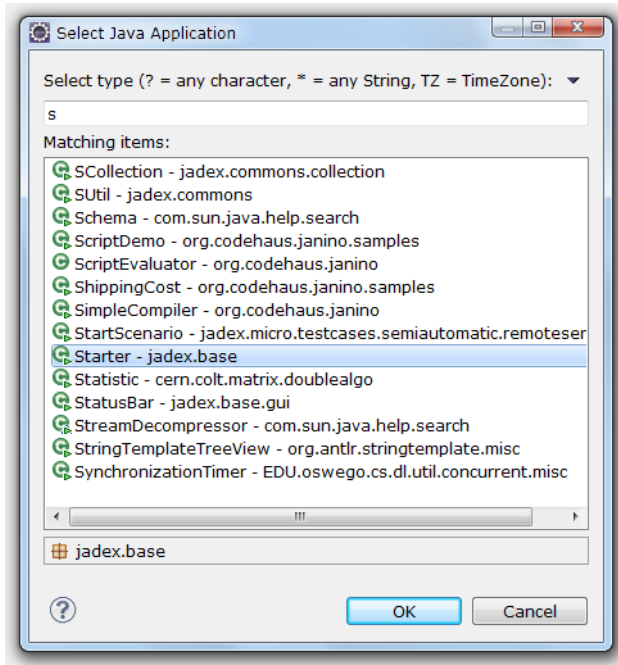 Select Java Application
Select type (? = any character, * = any String, TZ = TimeZone):
s
Matching items:
SCollection - jadex.commons.collection
SUtil - jadex.commons
Schema - com.sun.java.help.search
ScriptDemo - org.codehaus.janino.samples
ScriptEvaluator - org.codehaus.janino
ShippingCost - org.codehaus.janino.samples
SimpleCompiler - org.codehaus.janino
StartScenario - jadex.micro.testcases.semiautomatic.remoteser
Starter - jadex.base
Statistic - cern.colt.matrix.doublealgo
StatusBar - jadex.base.gui
StreamDecompressor - com.sun.java.help.search
StringTemplateTreeView - org.antlr.stringtemplate.misc
SynchronizationTimer - EDU.oswego.cs.dl.util.concurrent.misc
jadex.base
OK Cancel